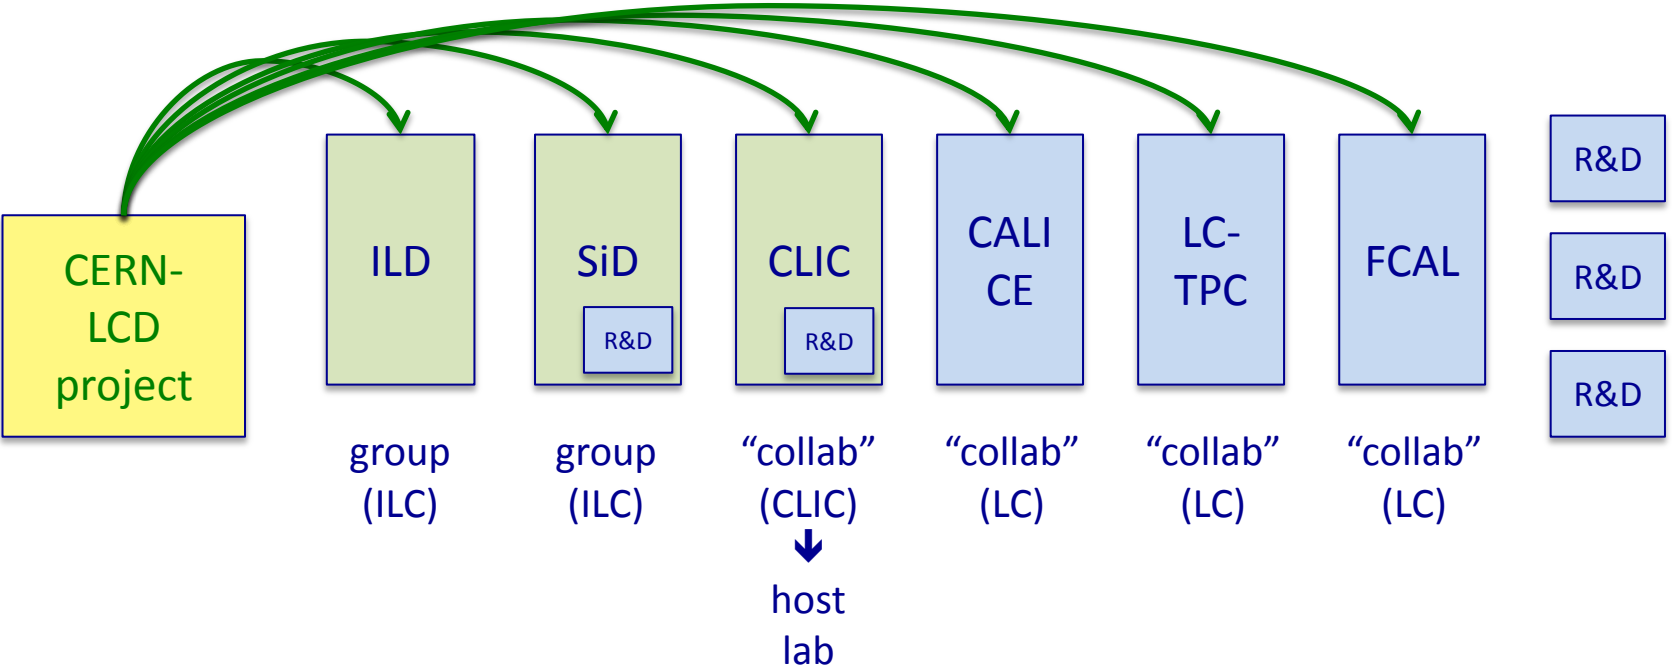 CERN-
LCD
project
ILD
SiD
R&D
CLIC
R&D
CALI
CE
LC-
TPC
FCAL
R&D
R&D
R&D
group
(ILC)
group
(ILC)
“collab”
(CLIC)
host
lab
“collab”
(LC)
“collab”
(LC)
“collab”
(LC)